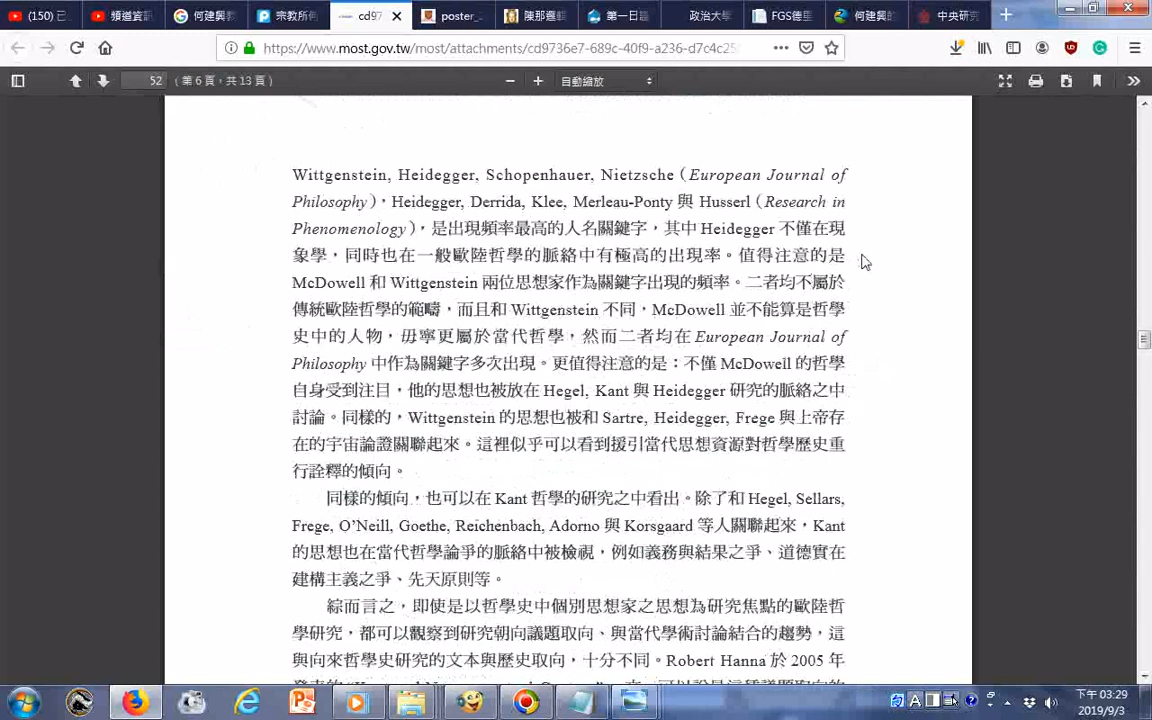 (150) 已
頻道資訊
何建興教
宗教所有
cd97
poster_
陳那邏輯
第一日議
政治大學
FGS德里
何建興的
中央研究
https://www.most.gov.tw/most/attachments/cd9736e7-689c-40f9-a236-d7c4c25
52 (第 6 頁，共 13 頁)
自動縮放
Wittgenstein, Heidegger, Schopenhauer, Nietzsche（European Journal of
Philosophy），Heidegger, Derrida, Klee, Merleau-Ponty 與 Husserl（Research in
Phenomenology），是出現頻率最高的人名關鍵字，其中 Heidegger 不僅在現
象學，同時也在一般歐陸哲學的脈絡中有極高的出現率。值得注意的是
McDowell 和 Wittgenstein 兩位思想家作為關鍵字出現的頻率。二者均不屬於
傳統歐陸哲學的範疇，而且和 Wittgenstein 不同，McDowell 並不能算是哲學
史中的人物，毋寧更屬於當代哲學，然而二者均在 European Journal of
Philosophy 中作為關鍵字多次出現。更值得注意的是：不僅 McDowell 的哲學
自身受到注目，他的思想也被放在 Hegel, Kant 與 Heidegger 研究的脈絡之中
討論。同樣的，Wittgenstein 的思想也被和 Sartre, Heidegger, Frege 與上帝存
在的宇宙論證關聯起來。這裡似乎可以看到援引當代思想資源對哲學歷史重
行詮釋的傾向。
同樣的傾向，也可以在 Kant 哲學的研究之中看出。除了和 Hegel, Sellars,
Frege, O’Neill, Goethe, Reichenbach, Adorno 與 Korsgaard 等人關聯起來，Kant
的思想也在當代哲學論爭的脈絡中被檢視，例如義務與結果之爭、道德實在
建構主義之爭、先天原則等。
綜而言之，即使是以哲學史中個別思想家之思想為研究焦點的歐陸哲
學研究，都可以觀察到研究朝向議題取向、與當代學術討論結合的趨勢，這
與向來哲學史研究的文本與歷史取向，十分不同。Robert Hanna 於 2005 年
下午 03:29
2019/9/3